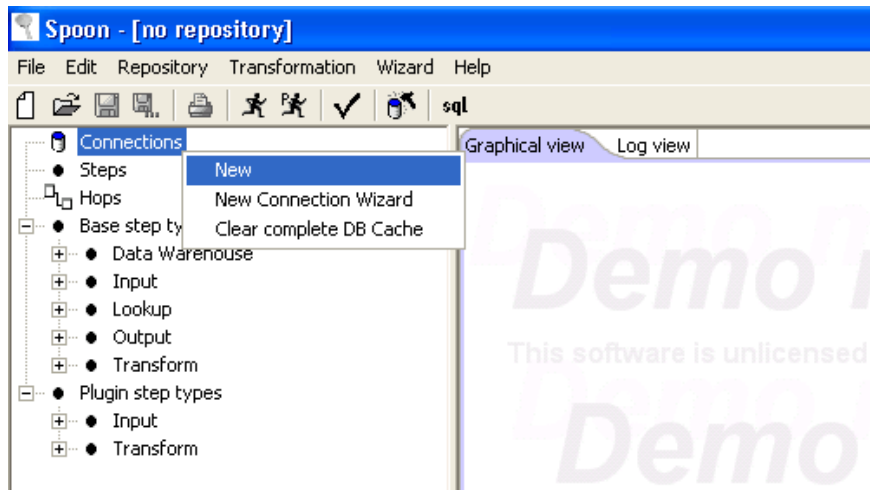 Spoon - [no repository]
File Edit Repository Transformation Wizard Help
sql
Connections
Graphical view Log view
Steps
New
Hops
New Connection Wizard
Base step ty
Clear complete DB Cache
Data Warehouse
Input
Lookup
Output
Transform
Plugin step types
Input
Transform
Demo
This software is unlicensed
Demo